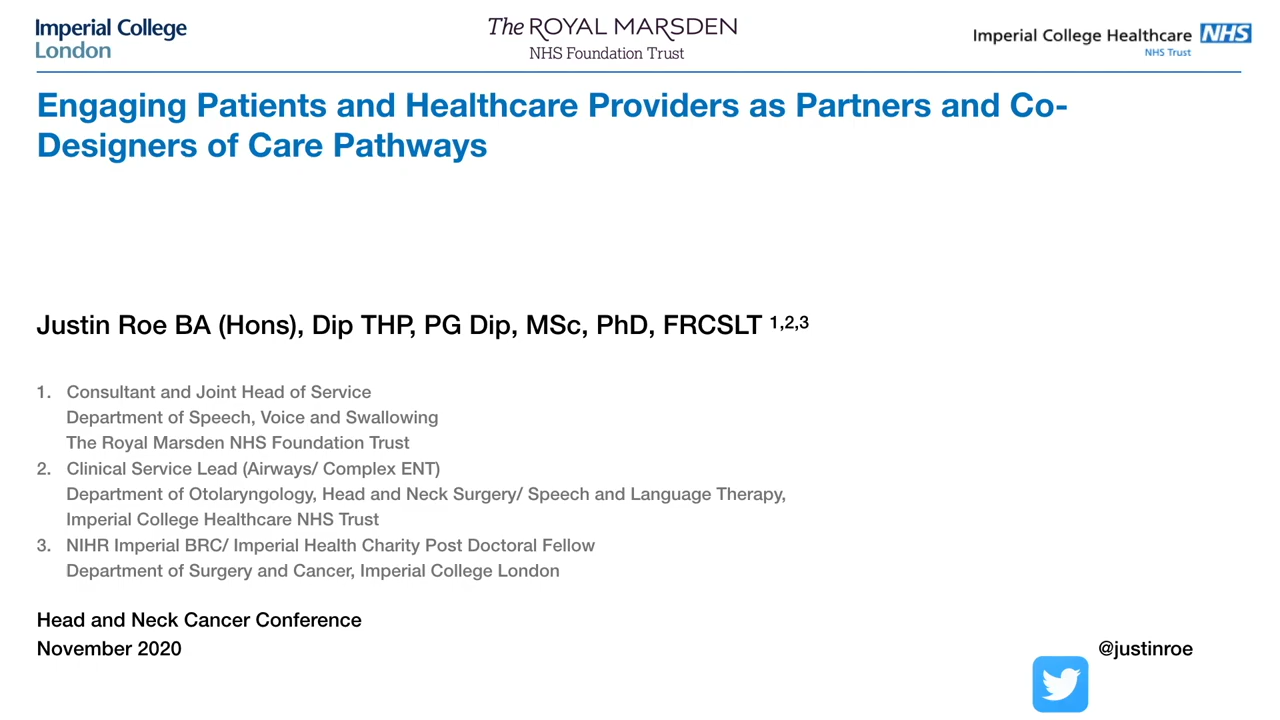 Imperial College
London
The ROYAL MARSDEN
NHS Foundation Trust
Imperial College Healthcare NHS
NHS Trust
Engaging Patients and Healthcare Providers as Partners and Co-
Designers of Care Pathways
Justin Roe BA (Hons), Dip THP, PG Dip, MSc, PhD, FRCSLT 1,2,3
1. Consultant and Joint Head of Service
Department of Speech, Voice and Swallowing
The Royal Marsden NHS Foundation Trust
2. Clinical Service Lead (Airways/ Complex ENT)
Department of Otolaryngology, Head and Neck Surgery/ Speech and Language Therapy,
Imperial College Healthcare NHS Trust
3. NIHR Imperial BRC/ Imperial Health Charity Post Doctoral Fellow
Department of Surgery and Cancer, Imperial College London
Head and Neck Cancer Conference
November 2020
@justinroe